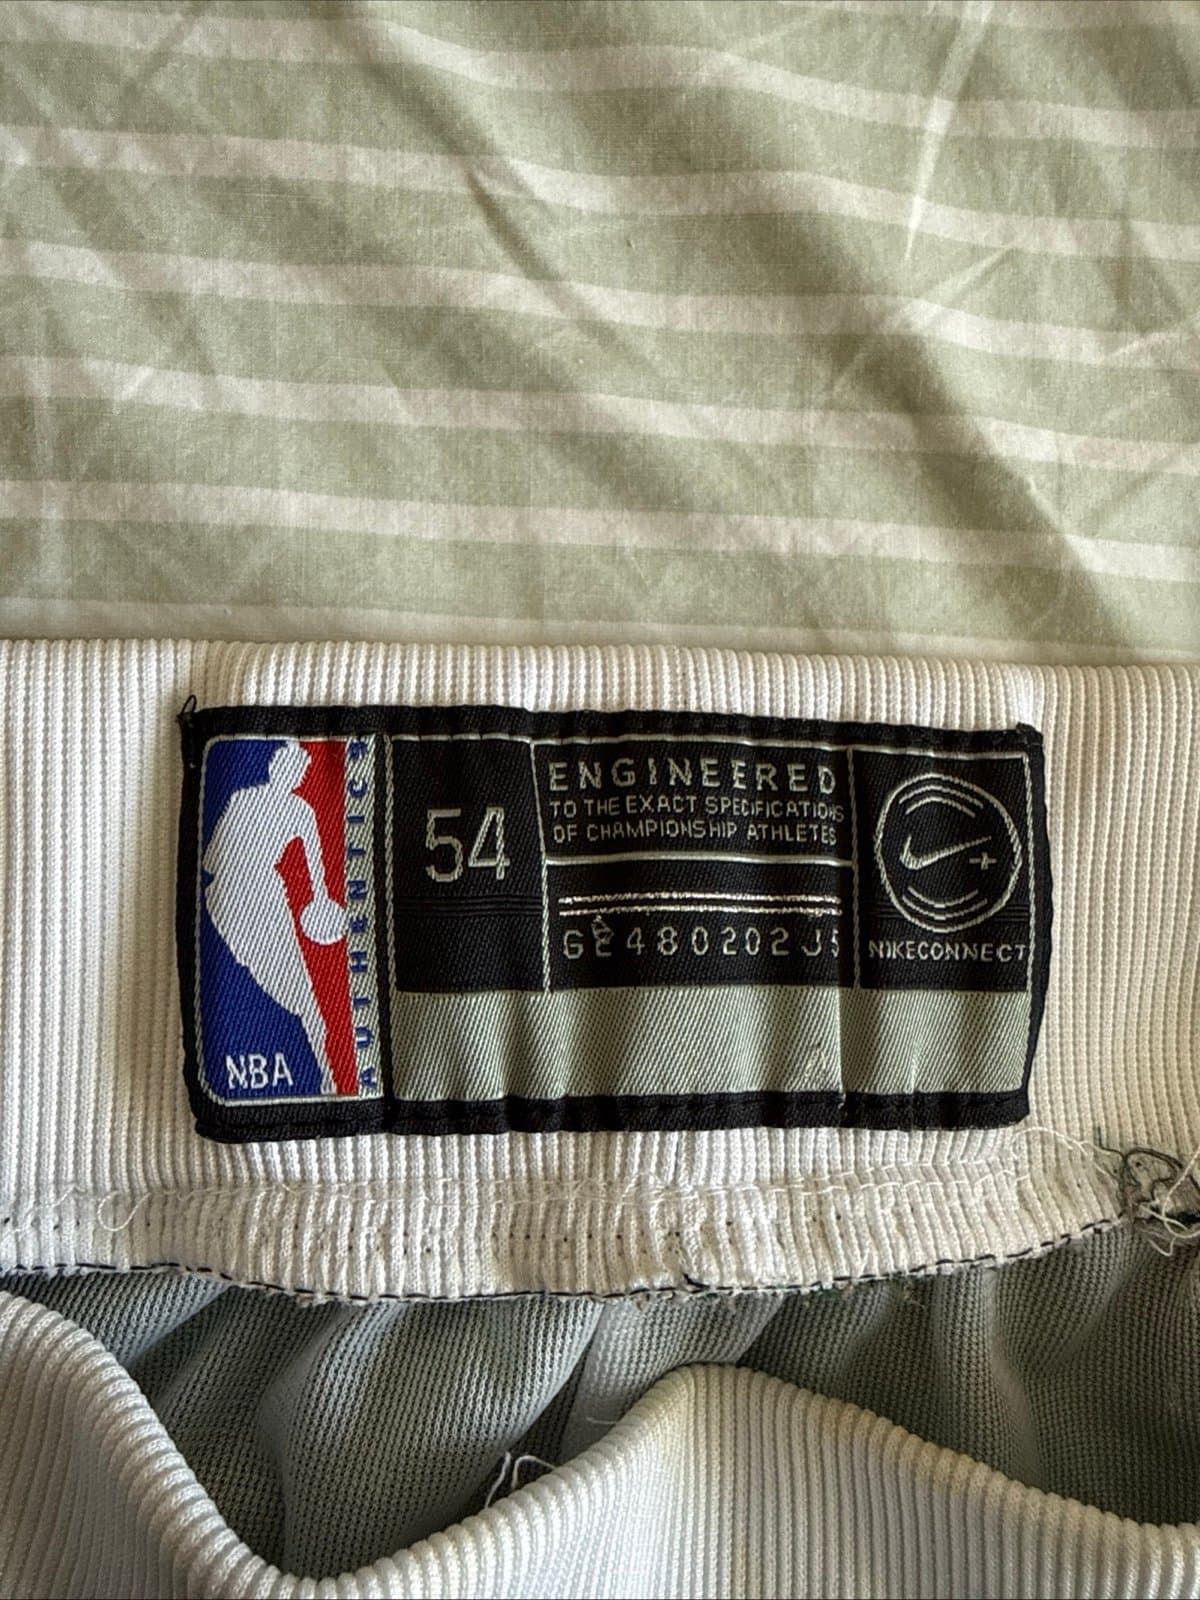 NBA
AUTHENTICS
54
ENGINEERED
TO THE EXACT SPECIFICATIONS
OF CHAMPIONSHIP ATHLETES
GE480202J5
NIKECONNECT